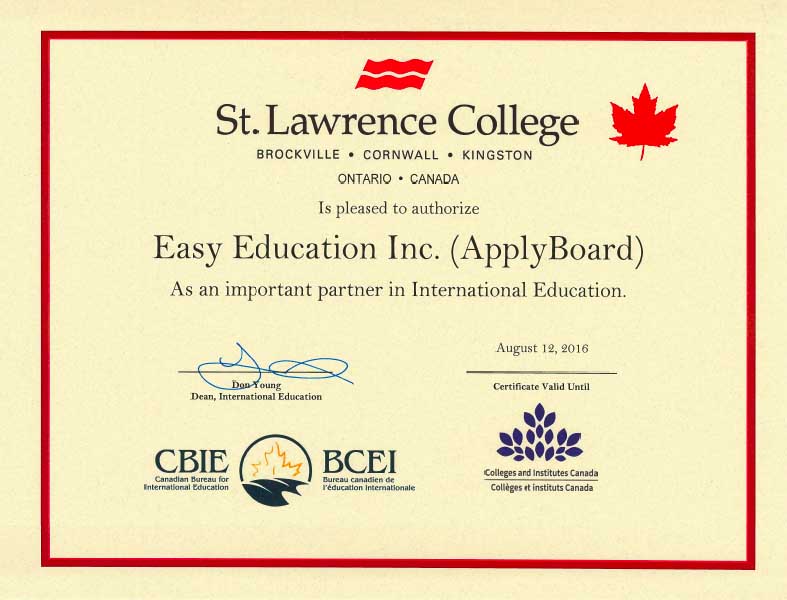 St. Lawrence College
BROCKVILLE • CORNWALL • KINGSTON
ONTARIO • CANADA
Is pleased to authorize
Easy Education Inc. (ApplyBoard)
As an important partner in International Education.
August 12, 2016
Don Young
Dean, International Education
Certificate Valid Until
CBIE
Canadian Bureau for
International Education
BCEI
Bureau canadien de
l'éducation internationale
Colleges and Institutes Canada
Collèges et instituts Canada